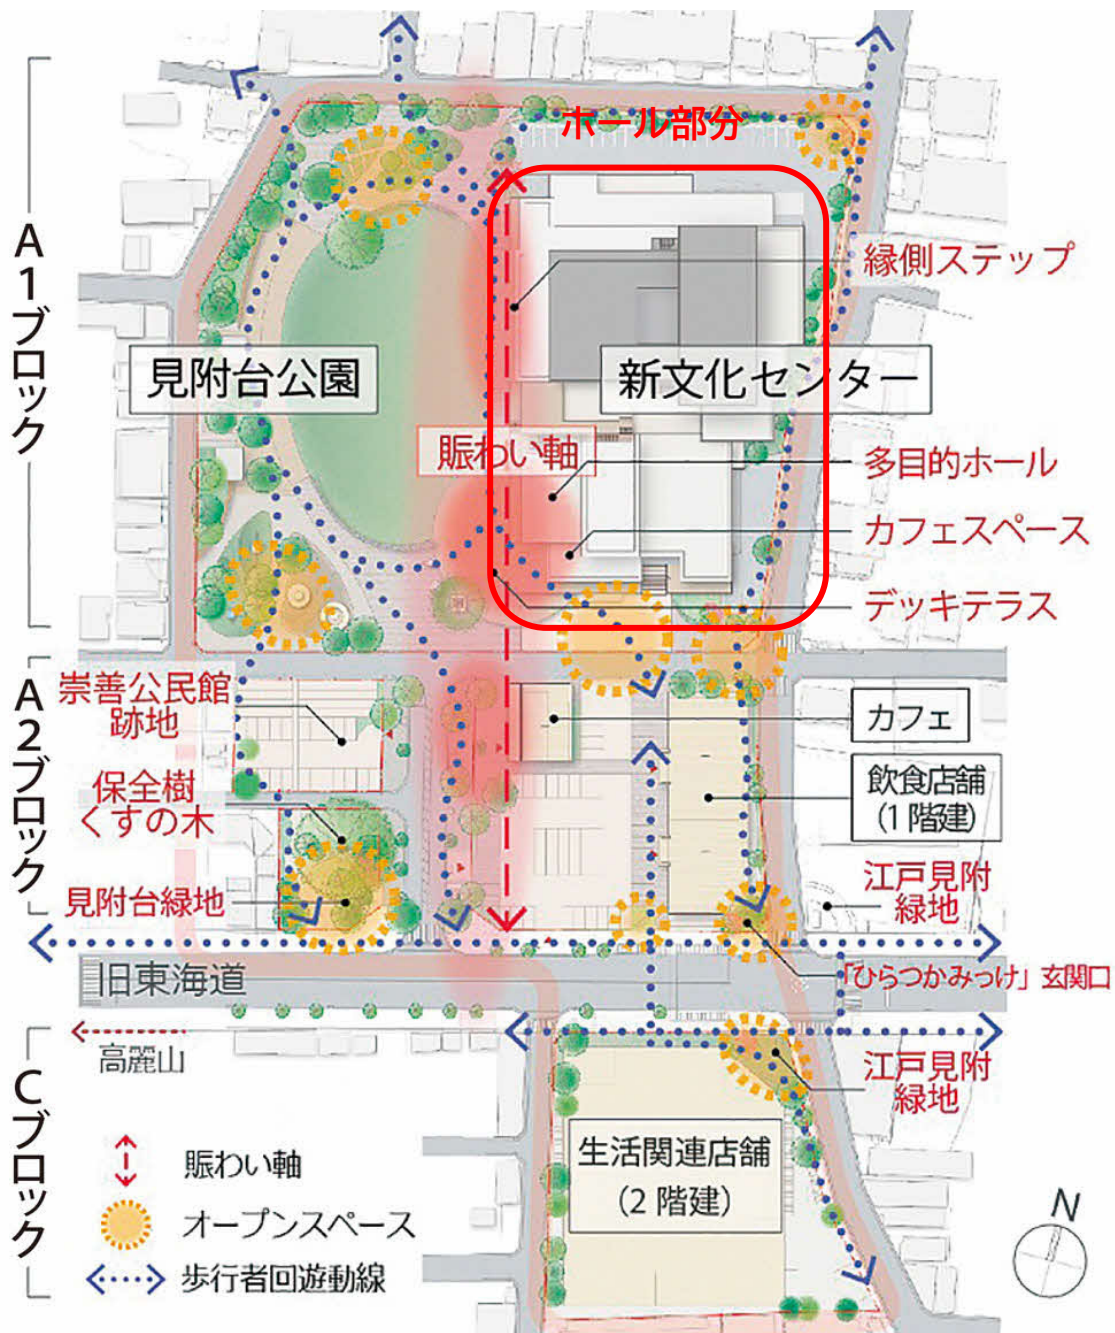 ホール部分
A1ブロック
縁側ステップ
見附台公園
新文化センター
賑わい軸
多目的ホール
カフェスペース
デッキテラス
A2ブロック
崇善公民館
跡地
カフェ
保全樹
くすの木
飲食店舗
(1階建)
見附台緑地
江戸見附
緑地
旧東海道
「ひらつかみっけ」玄関口
高麗山
Cブロック
江戸見附
緑地
生活関連店舗
(2階建)
賑わい軸
オープンスペース
歩行者回遊動線
N